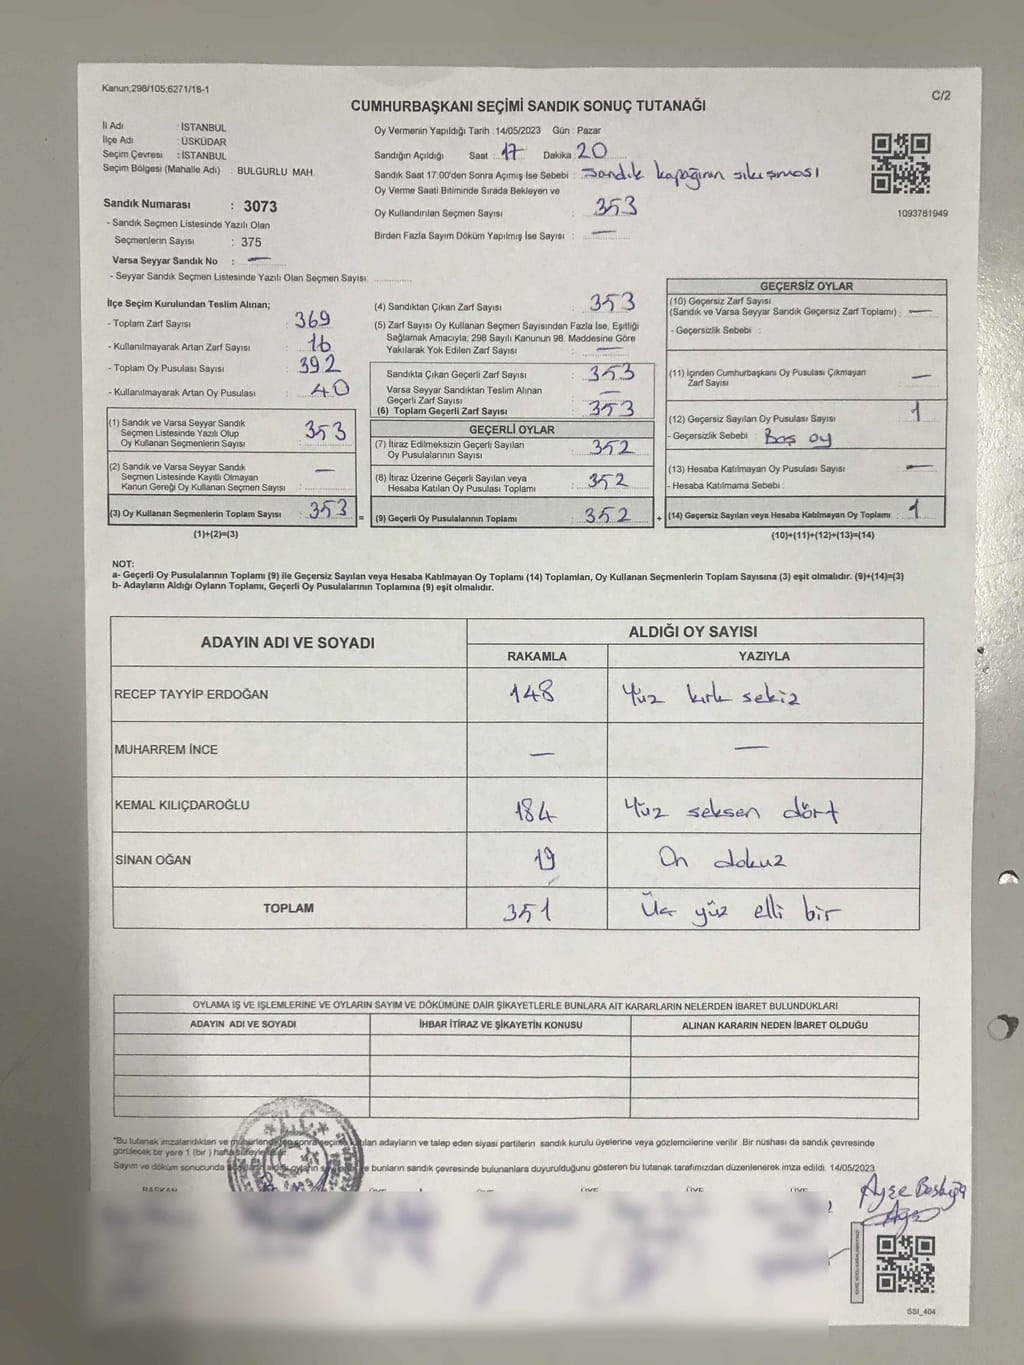 Kanun;298/105;6271/18-1
C/2
CUMHURBAŞKANI SEÇİMİ SANDIK SONUÇ TUTANAĞI
İl Adı : İSTANBUL
İlçe Adı : ÜSKÜDAR
Seçim Çevresi : İSTANBUL
Seçim Bölgesi (Mahalle Adı) : BULGURLU MAH.
Sandık Numarası : 3073
- Sandık Seçmen Listesinde Yazılı Olan
Seçmenlerin Sayısı : 375
Varsa Seyyar Sandık No : —
- Seyyar Sandık Seçmen Listesinde Yazılı Olan Seçmen Sayısı:
Oy Vermenin Yapıldığı Tarih : 14/05/2023 Gün : Pazar
Sandığın Açıldığı Saat : 17 Dakika : 20
Sandık Saat 17.00'den Sonra Açımış İse Sebebi : Sandık kapağının sıkışması
Oy Verme Saati Bitiminde Sırada Bekleyen ve
Oy Kullandırılan Seçmen Sayısı : 353
Birden Fazla Sayım Döküm Yapılmış İse Sayısı : —
1093781949
İlçe Seçim Kurulundan Teslim Alınan;
- Toplam Zarf Sayısı : 369
- Kullanılmayarak Artan Zarf Sayısı : 16
- Toplam Oy Pusulası Sayısı : 392
- Kullanılmayarak Artan Oy Pusulası : 40
(1) Sandık ve Varsa Seyyar Sandık
Seçmen Listesinde Yazılı Olup
Oy Kullanan Seçmenlerin Sayısı : 353
(2) Sandık ve Varsa Seyyar Sandık
Seçmen Listesinde Kayıtlı Olmayan
Kanun Gereği Oy Kullanan Seçmen Sayısı : —
(3) Oy Kullanan Seçmenlerin Toplam Sayısı : 353 =
(1)+(2)=(3)
(4) Sandıktan Çıkan Zarf Sayısı : 353
(5) Zarf Sayısı Oy Kullanan Seçmen Sayısından Fazla İse, Eşitliği
Sağlamak Amacıyla; 298 Sayılı Kanunun 98. Maddesine Göre
Yakılarak Yok Edilen Zarf Sayısı : —
Sandıkta Çıkan Geçerli Zarf Sayısı : 353
Varsa Seyyar Sandıktan Teslim Alınan
Geçerli Zarf Sayısı : —
(6) Toplam Geçerli Zarf Sayısı : 353
GEÇERLİ OYLAR
(7) İtiraz Edilmeksizin Geçerli Sayılan
Oy Pusulalarının Sayısı : 352
(8) İtiraz Üzerine Geçerli Sayılan veya
Hesaba Katılan Oy Pusulası Toplamı : 352
(9) Geçerli Oy Pusulalarının Toplamı : 352 +
GEÇERSİZ OYLAR
(10) Geçersiz Zarf Sayısı
(Sandık ve Varsa Seyyar Sandık Geçersiz Zarf Toplamı) : —
- Geçersizlik Sebebi :
(11) İçinden Cumhurbaşkanı Oy Pusulası Çıkmayan
Zarf Sayısı : —
(12) Geçersiz Sayılan Oy Pusulası Sayısı : 1
- Geçersizlik Sebebi : Boş oy
(13) Hesaba Katılmayan Oy Pusulası Sayısı : —
- Hesaba Katılmama Sebebi :
(14) Geçersiz Sayılan veya Hesaba Katılmayan Oy Toplamı : 1
(10)+(11)+(12)+(13)=(14)
NOT:
a- Geçerli Oy Pusulalarının Toplamı (9) ile Geçersiz Sayılan veya Hesaba Katılmayan Oy Toplamı (14) Toplamları, Oy Kullanan Seçmenlerin Toplam Sayısına (3) eşit olmalıdır. (9)+(14)=(3)
b- Adayların Aldığı Oyların Toplamı, Geçerli Oy Pusulalarının Toplamına (9) eşit olmalıdır.
ADAYIN ADI VE SOYADI
ALDIĞI OY SAYISI
RAKAMLA YAZIYLA
RECEP TAYYİP ERDOĞAN 148 Yüz kırk sekiz
MUHARREM İNCE — —
KEMAL KILIÇDAROĞLU 184 Yüz seksen dört
SİNAN OĞAN 19 On dokuz
TOPLAM 351 Üç yüz elli bir
OYLAMA İŞ VE İŞLEMLERİNE VE OYLARIN SAYIM VE DÖKÜMÜNE DAİR ŞİKAYETLERLE BUNLARA AİT KARARLARIN NELERDEN İBARET BULUNDUKLARI
ADAYIN ADI VE SOYADI İHBAR İTİRAZ VE ŞİKAYETİN KONUSU ALINAN KARARIN NEDEN İBARET OLDUĞU
*Bu tutanak imzalandıktan ve mühürlendikten sonra seçime katılan adayların ve talep eden siyasi partilerin sandık kurulu üyelerine veya gözlemcilerine verilir. Bir nüshası da sandık çevresinde
görülecek bir yere 1 (bir) hafta süreyle
Sayım ve döküm sonucunda adayların aldığı oyların ve bunların sandık çevresinde bulunanlara duyurulduğunu gösteren bu tutanak tarafımızdan düzenlenerek imza edildi. 14/05/2023
BAŞKAN ÜYE ÜYE ÜYE ÜYE ÜYE
Ayşe
SSI_404